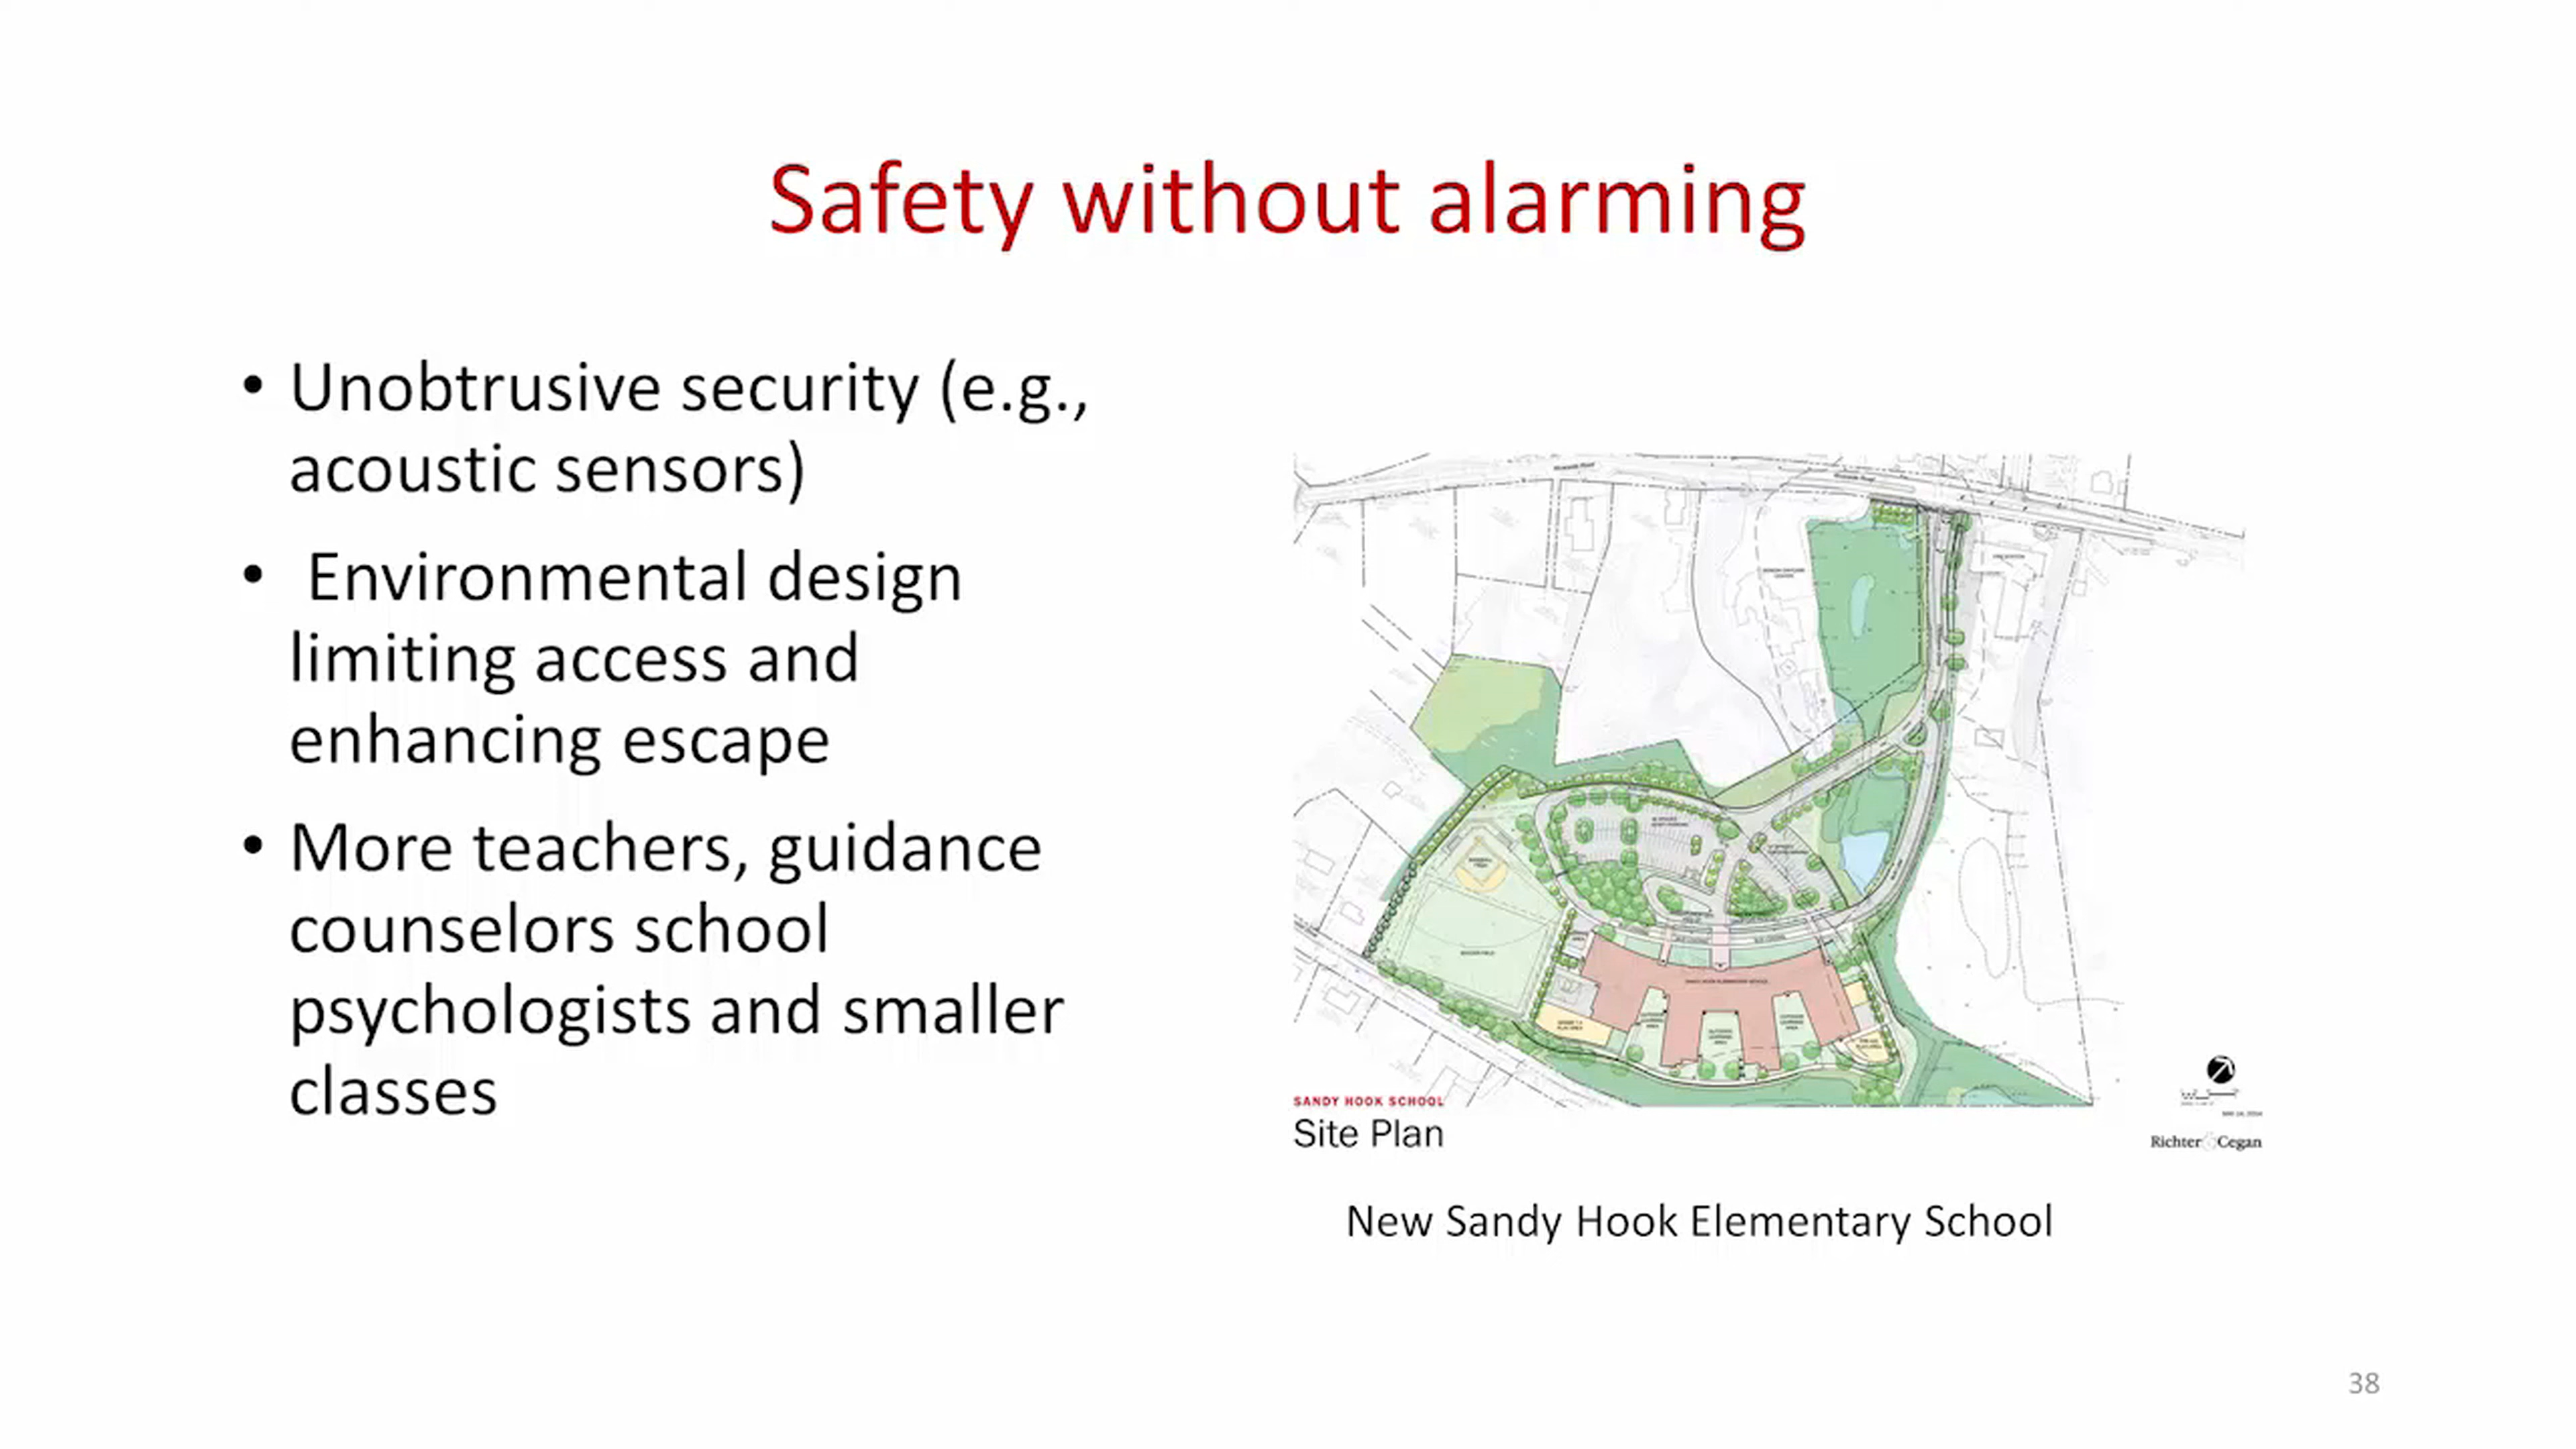 Safety without alarming
• Unobtrusive security (e.g.,
acoustic sensors)
• Environmental design
limiting access and
enhancing escape
• More teachers, guidance
counselors school
psychologists and smaller
classes
SANDY HOOK SCHOOL
Site Plan
Richter & Cegan
New Sandy Hook Elementary School
38